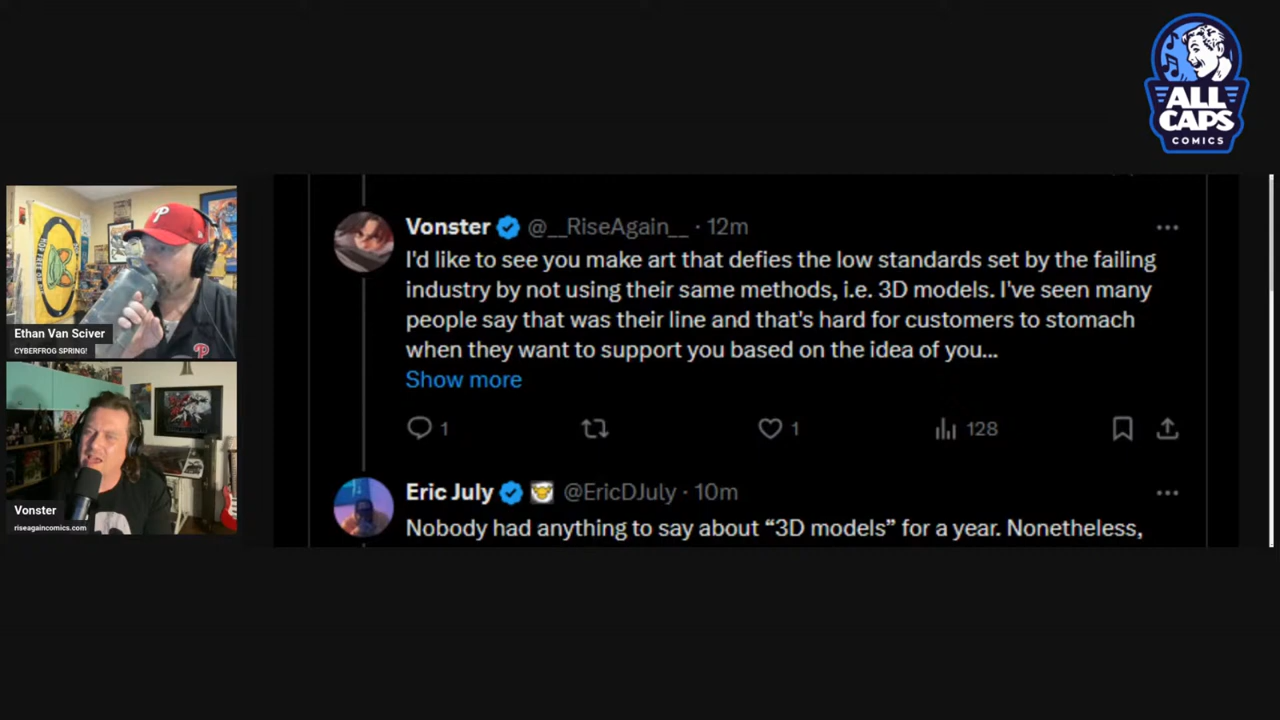 ALL
CAPS
COMICS
Vonster @__RiseAgain__ · 12m
I'd like to see you make art that defies the low standards set by the failing
industry by not using their same methods, i.e. 3D models. I've seen many
people say that was their line and that's hard for customers to stomach
when they want to support you based on the idea of you...
Show more
1 1 128
Eric July @EricDJuly · 10m
Nobody had anything to say about “3D models” for a year. Nonetheless,
P
Ethan Van Sciver
CYBERFROG SPRING!
P
Vonster
riseagaincomics.com